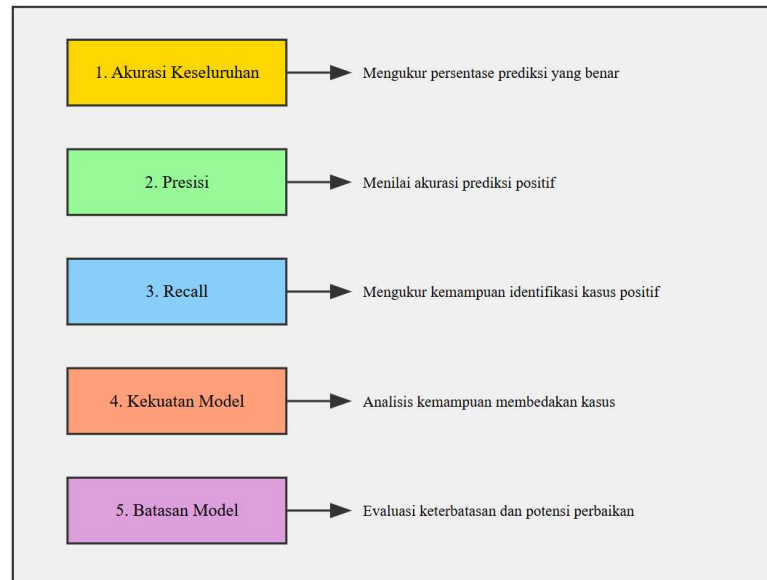 1. Akurasi Keseluruhan
Mengukur persentase prediksi yang benar
2. Presisi
Menilai akurasi prediksi positif
3. Recall
Mengukur kemampuan identifikasi kasus positif
4. Kekuatan Model
Analisis kemampuan membedakan kasus
5. Batasan Model
Evaluasi keterbatasan dan potensi perbaikan